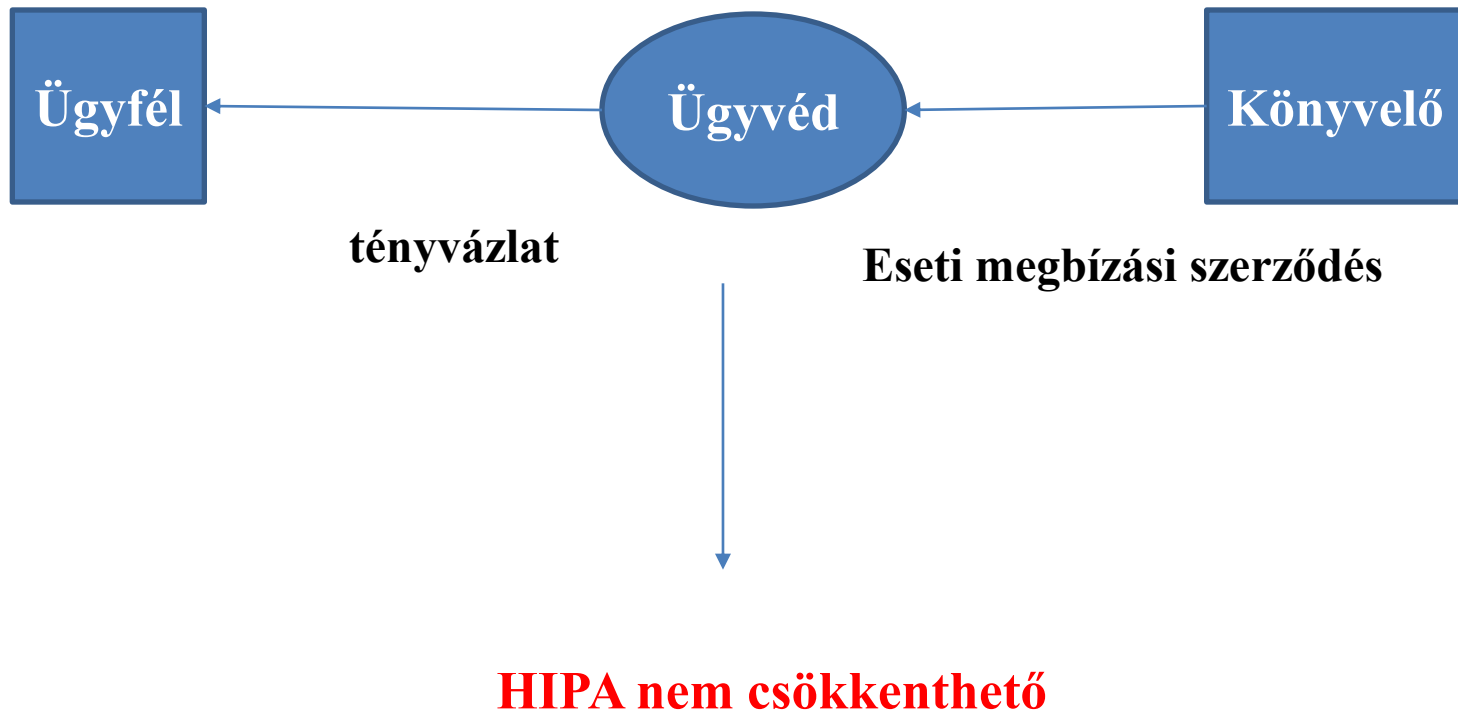 Ügyfél
Ügyvéd
Könyvelő
tényvázlat
Eseti megbízási szerződés
HIPA nem csökkenthető